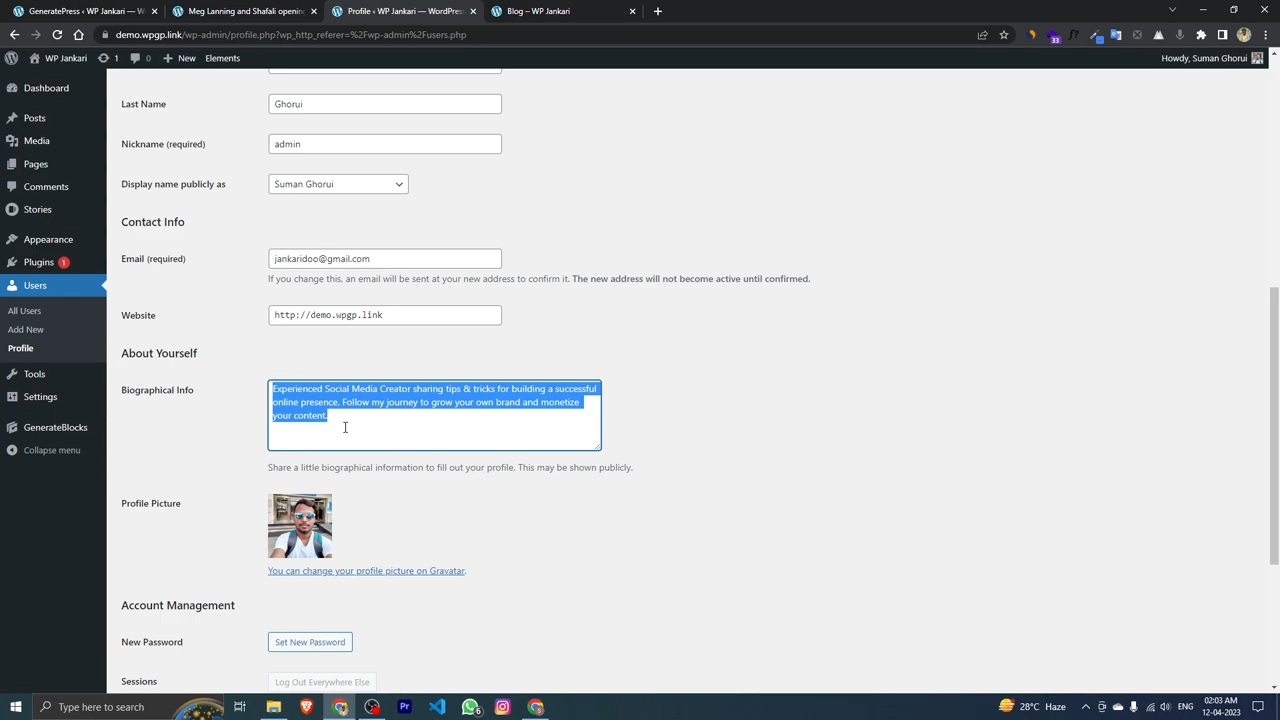 GeneratePress ‹ WP Jankari — W
Profile ‹ WP Jankari — WordPress
Blog – WP Jankari
demo.wpgp.link/wp-admin/profile.php?wp_http_referer=%2Fwp-admin%2Fusers.php
33
WP Jankari 1 0 New Elements Howdy, Suman Ghorui
Dashboard
Posts
Media
Pages
Comments
Stories
Appearance
Plugins 1
Users
All Users
Add New
Profile
Tools
Settings
GenerateBlocks
Collapse menu
Last Name Ghorui
Nickname (required) admin
Display name publicly as Suman Ghorui
Contact Info
Email (required) jankaridoo@gmail.com
If you change this, an email will be sent at your new address to confirm it. The new address will not become active until confirmed.
Website http://demo.wpgp.link
About Yourself
Biographical Info
Experienced Social Media Creator sharing tips & tricks for building a successful
online presence. Follow my journey to grow your own brand and monetize
your content.
Share a little biographical information to fill out your profile. This may be shown publicly.
Profile Picture
You can change your profile picture on Gravatar.
Account Management
New Password Set New Password
Sessions Log Out Everywhere Else
Type here to search
28°C Haze
02:03 AM
12-04-2023